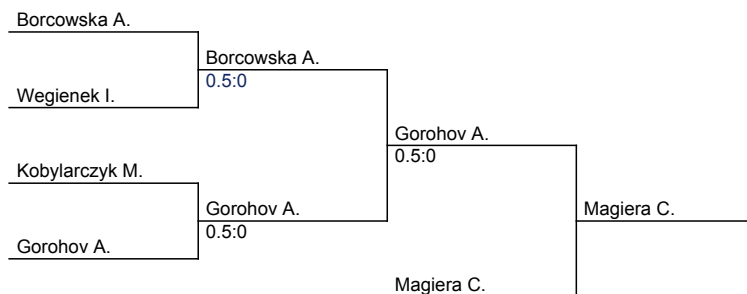 Borcowska A.
Borcowska A.
0.5:0
Wegienek I.
Gorohov A.
0.5:0
Kobylarczyk M.
Gorohov A.
0.5:0
Magiera C.
Gorohov A.
Magiera C.